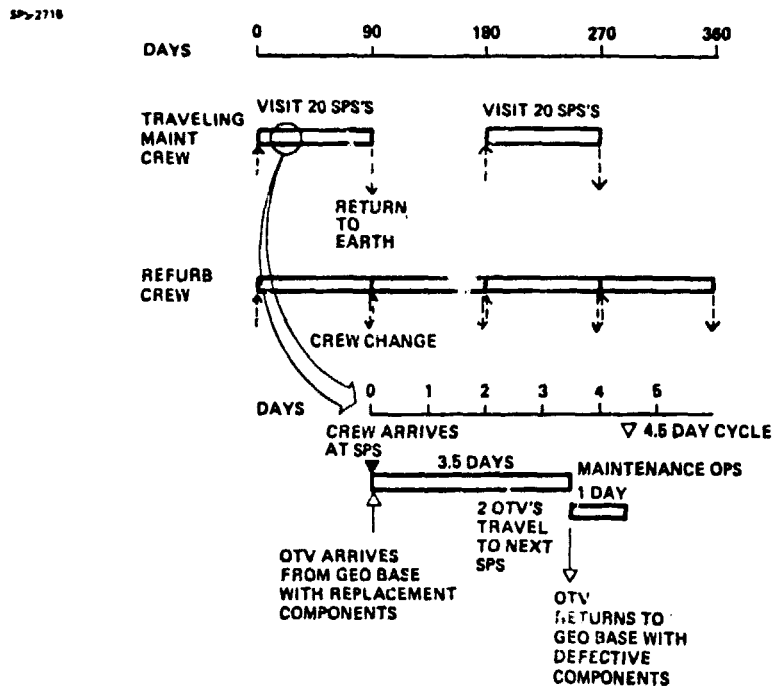 SPS-2716
0 90 180 270 360
DAYS
VISIT 20 SPS'S VISIT 20 SPS'S
TRAVELING
MAINT
CREW
RETURN
TO
EARTH
REFURB
CREW
CREW CHANGE
0 1 2 3 4 5
DAYS
CREW ARRIVES
AT SPS
4.5 DAY CYCLE
3.5 DAYS
MAINTENANCE OPS
1 DAY
2 OTV'S
TRAVEL
TO NEXT
SPS
OTV ARRIVES
FROM GEO BASE
WITH REPLACEMENT
COMPONENTS
OTV
RETURNS TO
GEO BASE WITH
DEFECTIVE
COMPONENTS